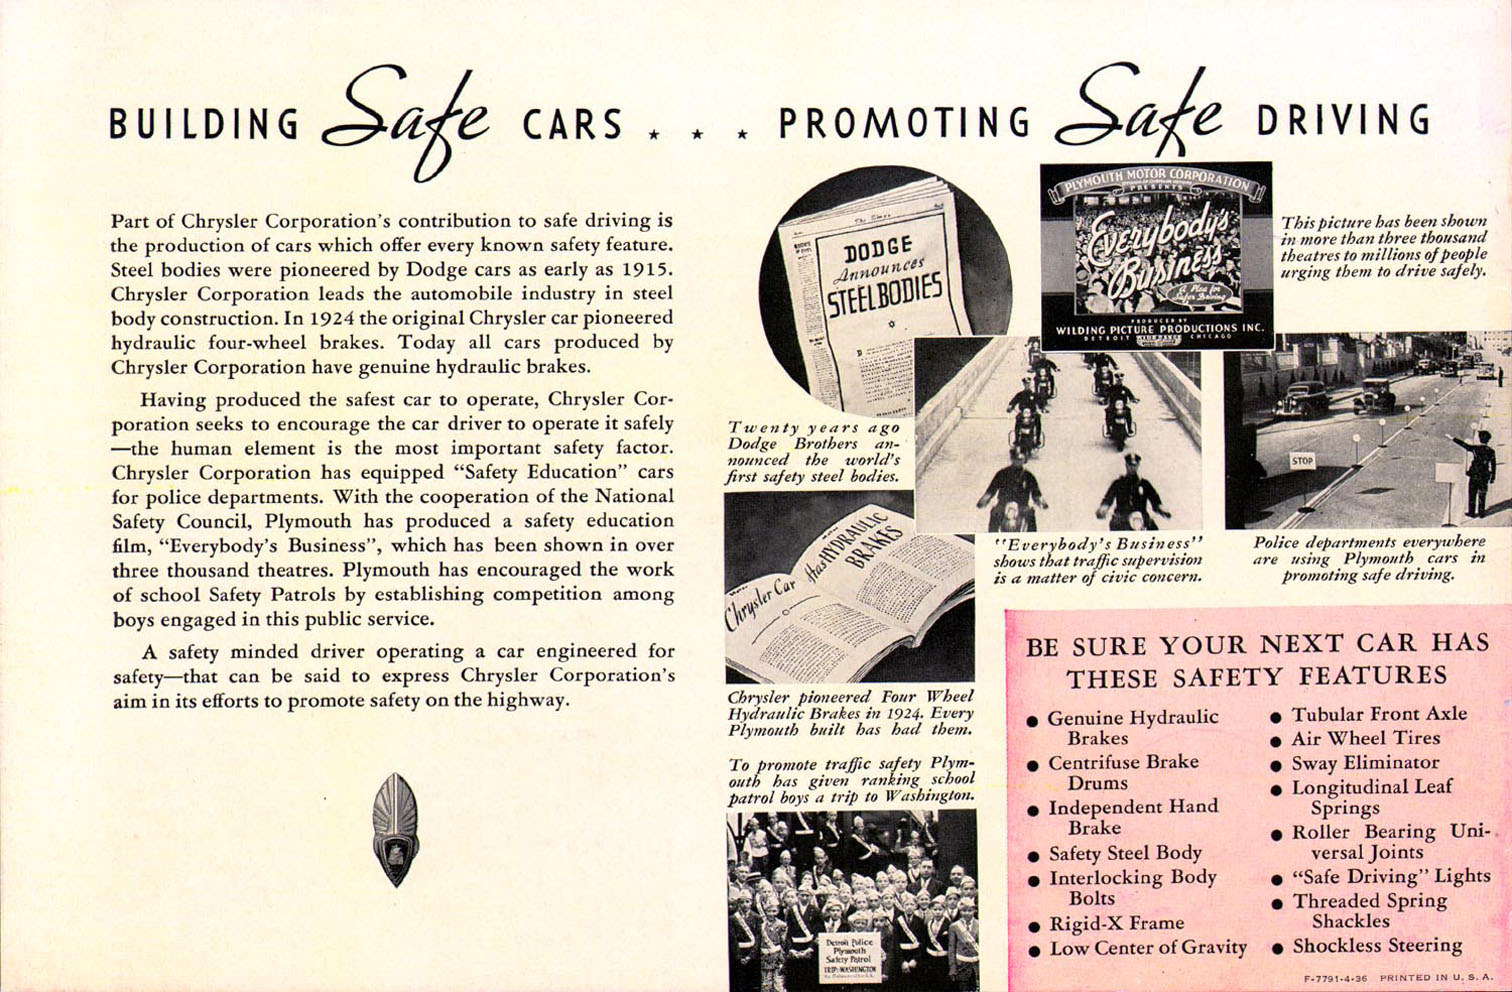 BUILDING Safe CARS . . . PROMOTING Safe DRIVING
Part of Chrysler Corporation's contribution to safe driving is
the production of cars which offer every known safety feature.
Steel bodies were pioneered by Dodge cars as early as 1915.
Chrysler Corporation leads the automobile industry in steel
body construction. In 1924 the original Chrysler car pioneered
hydraulic four-wheel brakes. Today all cars produced by
Chrysler Corporation have genuine hydraulic brakes.
Having produced the safest car to operate, Chrysler Cor-
poration seeks to encourage the car driver to operate it safely
—the human element is the most important safety factor.
Chrysler Corporation has equipped “Safety Education” cars
for police departments. With the cooperation of the National
Safety Council, Plymouth has produced a safety education
film, “Everybody's Business”, which has been shown in over
three thousand theatres. Plymouth has encouraged the work
of school Safety Patrols by establishing competition among
boys engaged in this public service.
A safety minded driver operating a car engineered for
safety—that can be said to express Chrysler Corporation's
aim in its efforts to promote safety on the highway.
The Times
DODGE
Announces
STEEL BODIES
Twenty years ago
Dodge Brothers an-
nounced the world's
first safety steel bodies.
PLYMOUTH MOTOR CORPORATION
PRESENTS
Everybody's
Business
A Plea for
Safer Driving
PRODUCED BY
WILDING PICTURE PRODUCTIONS INC.
DETROIT CHICAGO
This picture has been shown
in more than three thousand
theatres to millions of people
urging them to drive safely.
"Everybody's Business"
shows that traffic supervision
is a matter of civic concern.
STOP
Police departments everywhere
are using Plymouth cars in
promoting safe driving.
Chrysler Car
Has HYDRAULIC
BRAKES
Chrysler pioneered Four Wheel
Hydraulic Brakes in 1924. Every
Plymouth built has had them.
To promote traffic safety Plym-
outh has given ranking school
patrol boys a trip to Washington.
Detroit Police
Plymouth
Safety Patrol
TRIP: WASHINGTON
BE SURE YOUR NEXT CAR HAS
THESE SAFETY FEATURES
● Genuine Hydraulic
Brakes
● Centrifuse Brake
Drums
● Independent Hand
Brake
● Safety Steel Body
● Interlocking Body
Bolts
● Rigid-X Frame
● Low Center of Gravity
● Tubular Front Axle
● Air Wheel Tires
● Sway Eliminator
● Longitudinal Leaf
Springs
● Roller Bearing Uni-
versal Joints
● “Safe Driving” Lights
● Threaded Spring
Shackles
● Shockless Steering
F-7791-4-36 PRINTED IN U. S. A.